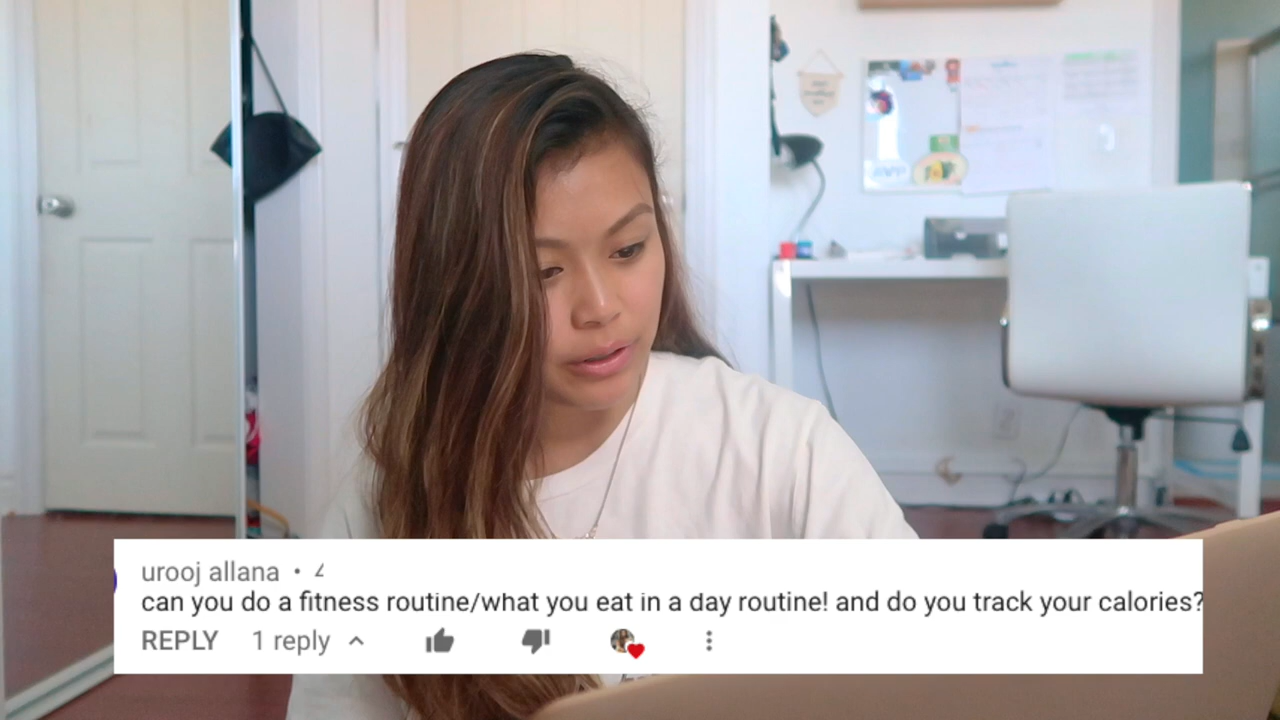 urooj allana •
can you do a fitness routine/what you eat in a day routine! and do you track your calories?
REPLY 1 reply